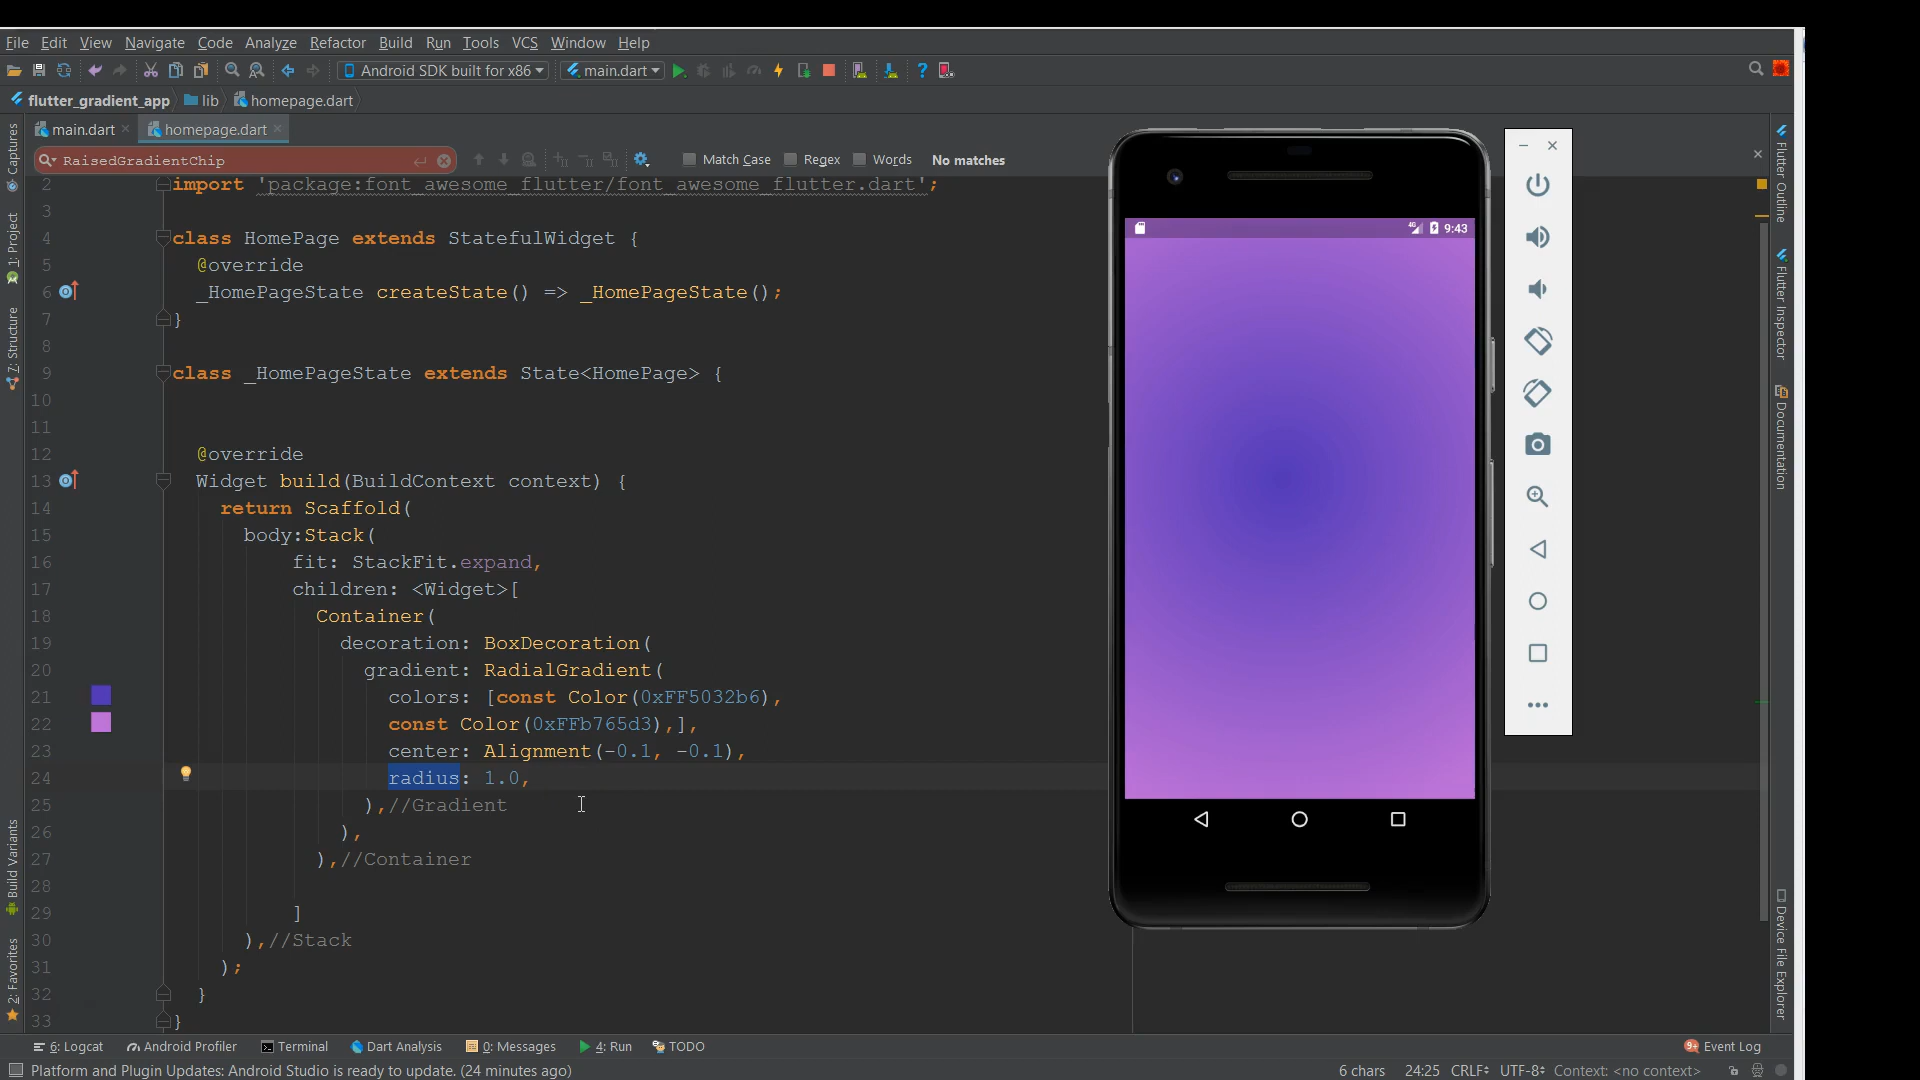 File Edit View Navigate Code Analyze Refactor Build Run Tools VCS Window Help
Android SDK built for x86 main.dart
flutter_gradient_app lib homepage.dart
main.dart homepage.dart
RaisedGradientChip Match Case Regex Words No matches
2 import 'package:font_awesome_flutter/font_awesome_flutter.dart';
3
4 class HomePage extends StatefulWidget {
5 @override
6 _HomePageState createState() => _HomePageState();
7 }
8
9 class _HomePageState extends State<HomePage> {
10
11
12 @override
13 Widget build(BuildContext context) {
14 return Scaffold(
15 body:Stack(
16 fit: StackFit.expand,
17 children: <Widget>[
18 Container(
19 decoration: BoxDecoration(
20 gradient: RadialGradient(
21 colors: [const Color(0xFF5032b6),
22 const Color(0xFFb765d3),],
23 center: Alignment(-0.1, -0.1),
24 radius: 1.0,
25 ),//Gradient
26 ),
27 ),//Container
28
29 ]
30 ),//Stack
31 );
32 }
33 }
Captures
1: Project
7: Structure
Build Variants
2: Favorites
4G 9:43
Flutter Outline
Flutter Inspector
Documentation
Device File Explorer
6: Logcat Android Profiler Terminal Dart Analysis 0: Messages 4: Run TODO 9+ Event Log
Platform and Plugin Updates: Android Studio is ready to update. (24 minutes ago) 6 chars 24:25 CRLF UTF-8 Context: <no context>